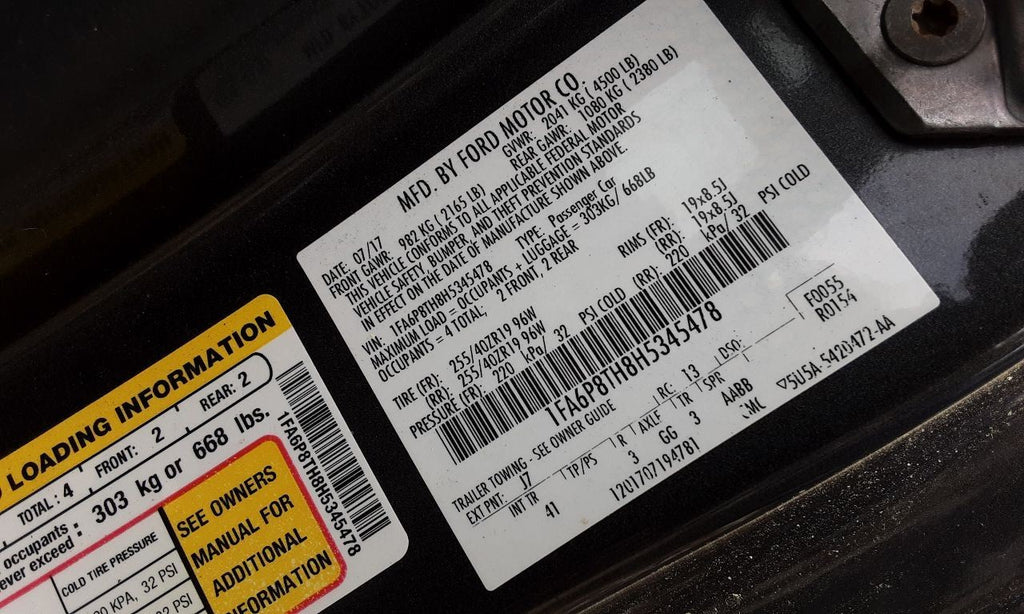 MFD. BY FORD MOTOR CO.
DATE: 07/17 GVWR: 2041 KG ( 4500 LB)
FRONT GAWR: 982 KG ( 2165 LB) REAR GAWR: 1080 KG ( 2380 LB)
THIS VEHICLE CONFORMS TO ALL APPLICABLE FEDERAL MOTOR
VEHICLE SAFETY, BUMPER, AND THEFT PREVENTION STANDARDS
IN EFFECT ON THE DATE OF MANUFACTURE SHOWN ABOVE.
VIN: 1FA6P8TH8H5345478 TYPE: Passenger Car
MAXIMUM LOAD = OCCUPANTS + LUGGAGE = 303KG/ 668LB
OCCUPANTS = 4 TOTAL, 2 FRONT, 2 REAR
TIRE (FR): 255/40ZR19 96W RIMS (FR): 19x8.5J
(RR): 255/40ZR19 96W (RR): 19x8.5J
PRESSURE (FR): 220 kPa/ 32 PSI COLD (RR): 220 kPa/ 32 PSI COLD
1FA6P8TH8H5345478
TRAILER TOWING - SEE OWNER GUIDE
EXT PNT: J7 RC: 13 DSO:
INT TR TP/PS R AXLE TR SPR
41 3 GG 3 AABB
F0055
R0154
12U170719478T
5U5A-5420472-AA
LOADING INFORMATION
TOTAL: 4 FRONT: 2 REAR: 2
occupants
ever exceed : 303 kg or 668 lbs.
COLD TIRE PRESSURE
KPA, 32 PSI
PSI
SEE OWNERS
MANUAL FOR
ADDITIONAL
INFORMATION
1FA6P8TH8H5345478